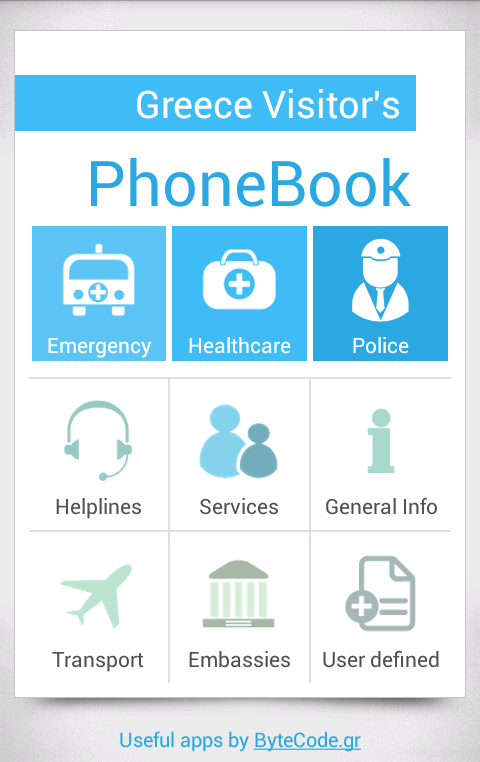 Greece Visitor's
PhoneBook
Emergency Healthcare Police
Helplines Services General Info
Transport Embassies User defined
Useful apps by ByteCode.gr